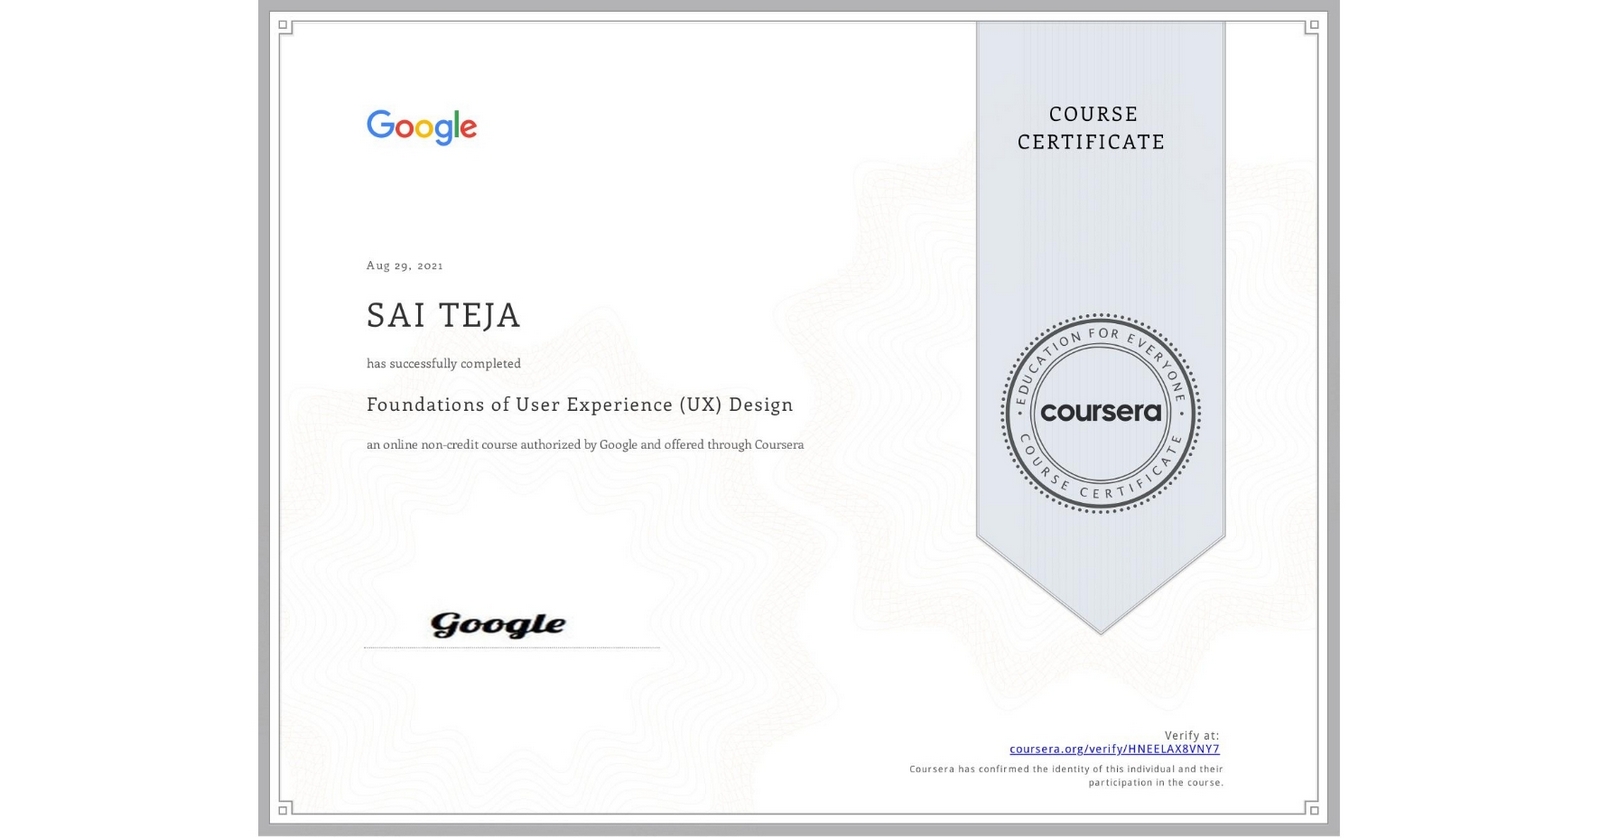 Google
COURSE
CERTIFICATE
Aug 29, 2021
SAI TEJA
has successfully completed
Foundations of User Experience (UX) Design
an online non-credit course authorized by Google and offered through Coursera
EDUCATION FOR EVERYONE
coursera
COURSE CERTIFICATE
Google
Verify at:
coursera.org/verify/HNEELAX8VNY7
Coursera has confirmed the identity of this individual and their
participation in the course.